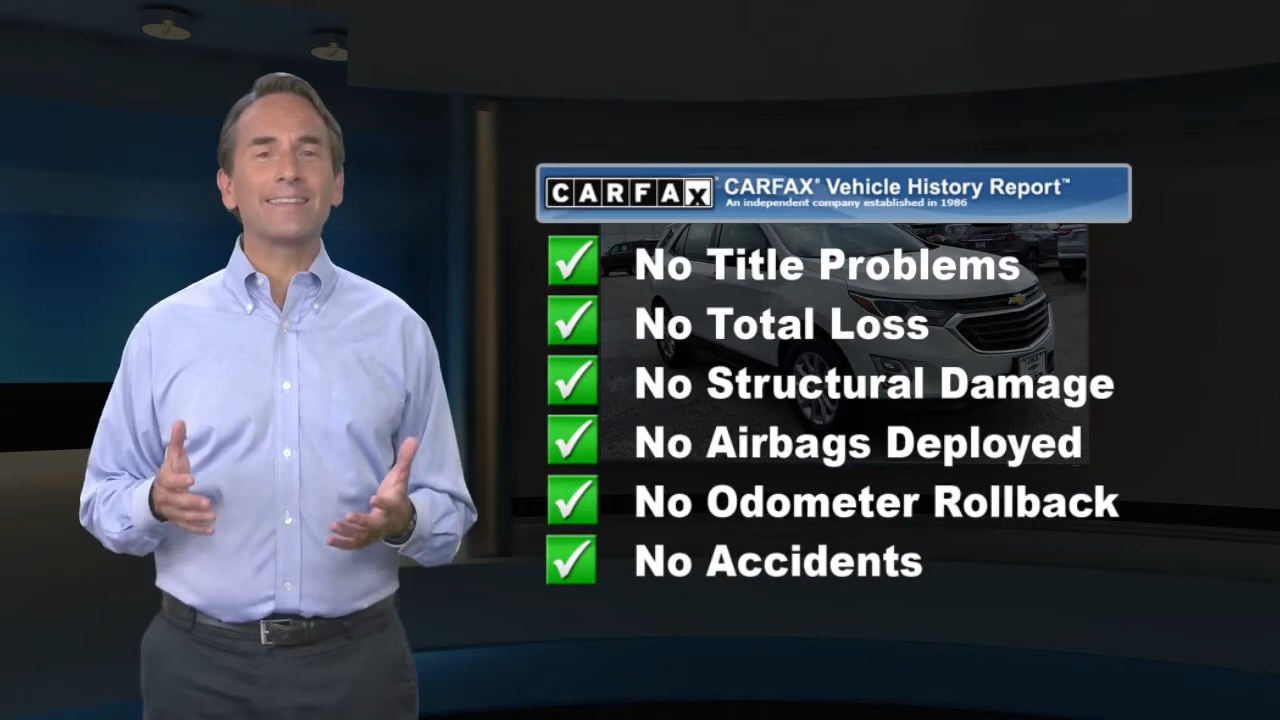 CARFAX® CARFAX® Vehicle History Report™
An independent company established in 1986
No Title Problems
No Total Loss
No Structural Damage
No Airbags Deployed
No Odometer Rollback
No Accidents